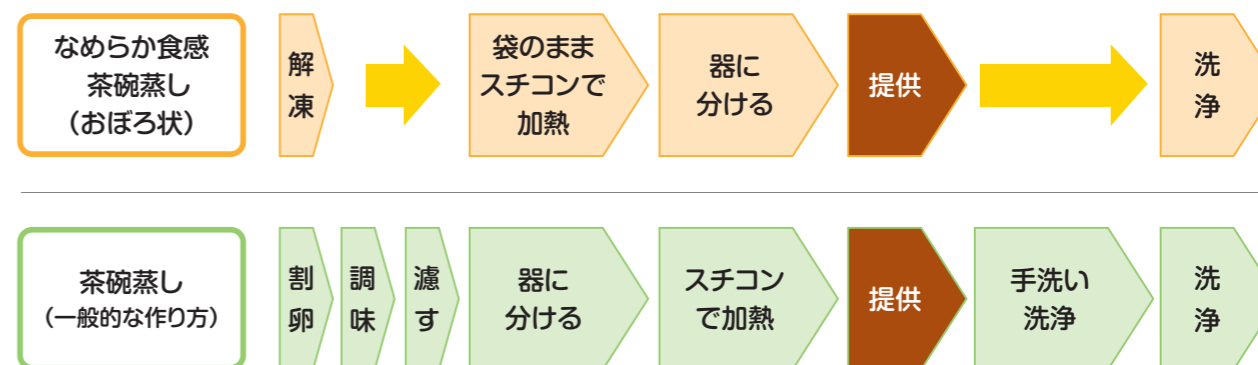 なめらか食感
茶碗蒸し
（おぼろ状）
解
凍
袋のまま
スチコンで
加熱
器に
分ける
提供
洗
浄
茶碗蒸し
（一般的な作り方）
割
卵
調
味
濾
す
器に
分ける
スチコン
で加熱
提供
手洗い
洗浄
洗
浄